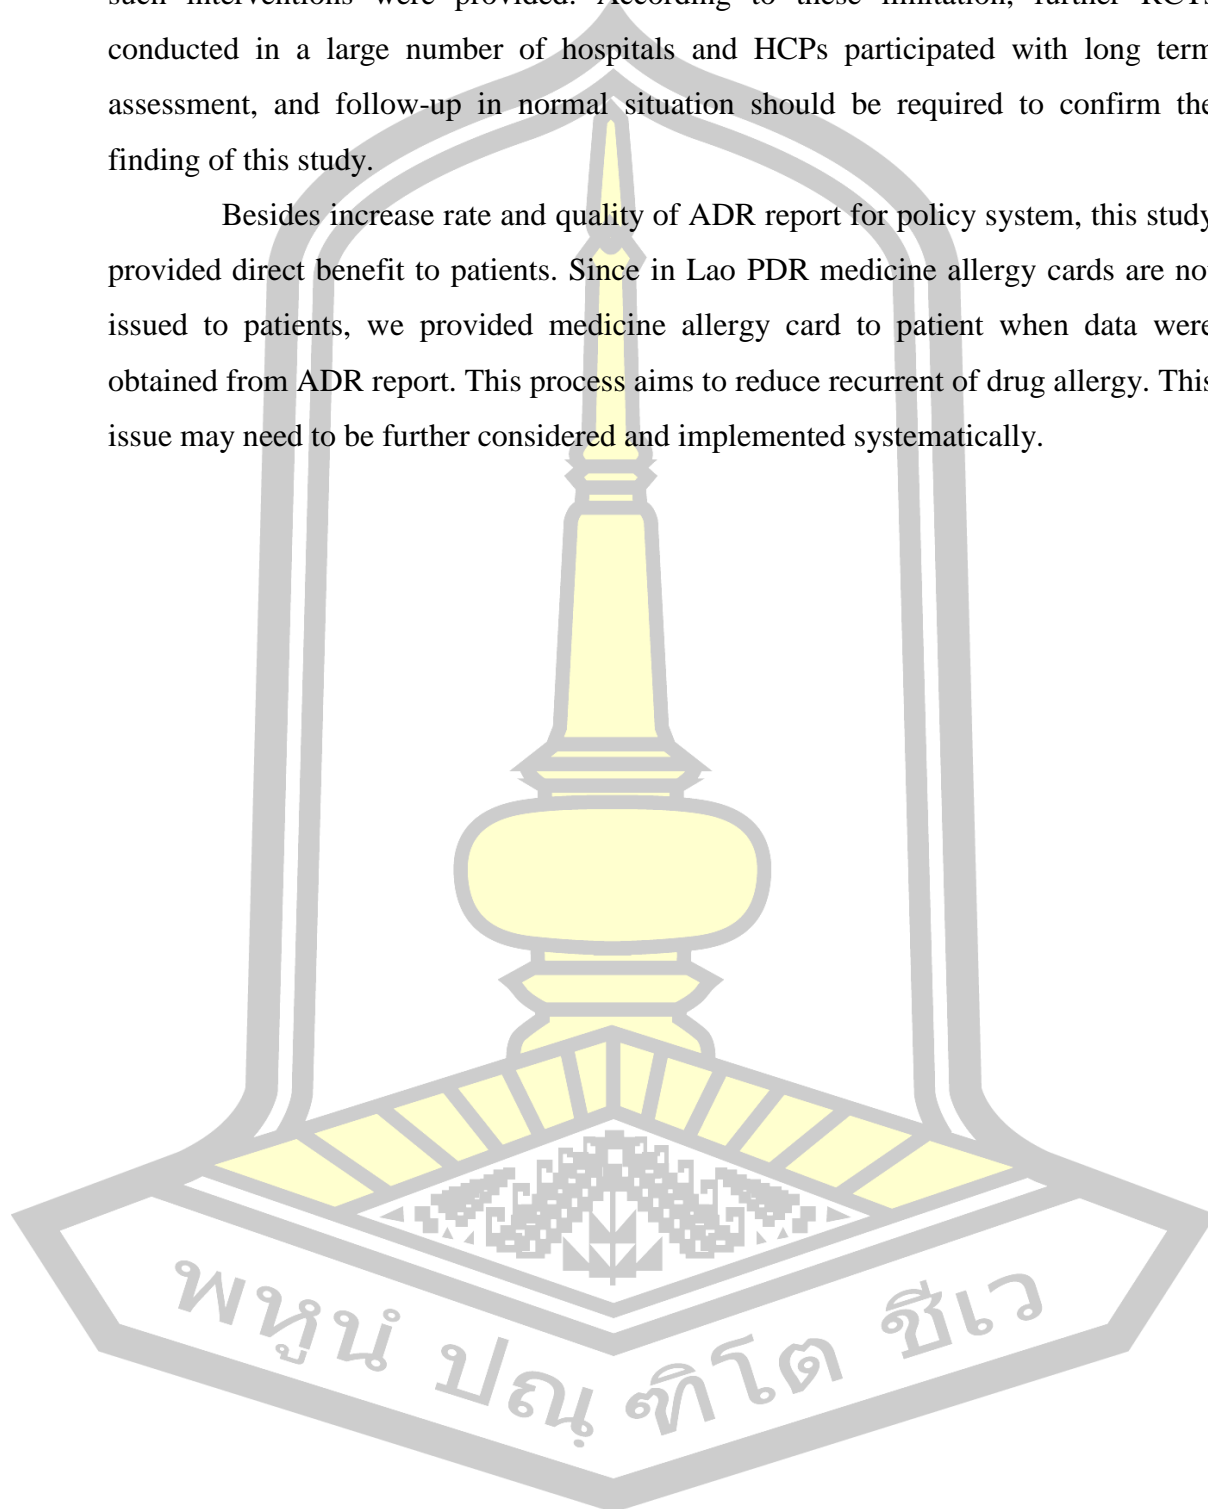 such interventions were provided. According to these limitation, further RCTs
conducted in a large number of hospitals and HCPs participated with long term
assessment, and follow-up in normal situation should be required to confirm the
finding of this study.
Besides increase rate and quality of ADR report for policy system, this study
provided direct benefit to patients. Since in Lao PDR medicine allergy cards are not
issued to patients, we provided medicine allergy card to patient when data were
obtained from ADR report. This process aims to reduce recurrent of drug allergy. This
issue may need to be further considered and implemented systematically.
พหูนํ ปณฺ ฑิโต ชีเว